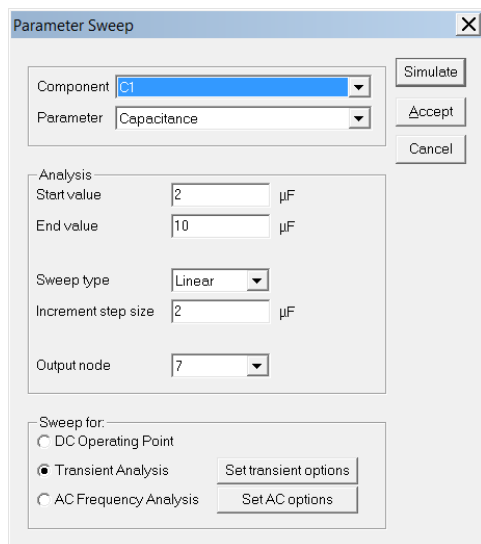 Parameter Sweep
Component C1
Parameter Capacitance
Simulate
Accept
Cancel
Analysis
Start value 2 µF
End value 10 µF
Sweep type Linear
Increment step size 2 µF
Output node 7
Sweep for:
DC Operating Point
Transient Analysis Set transient options
AC Frequency Analysis Set AC options